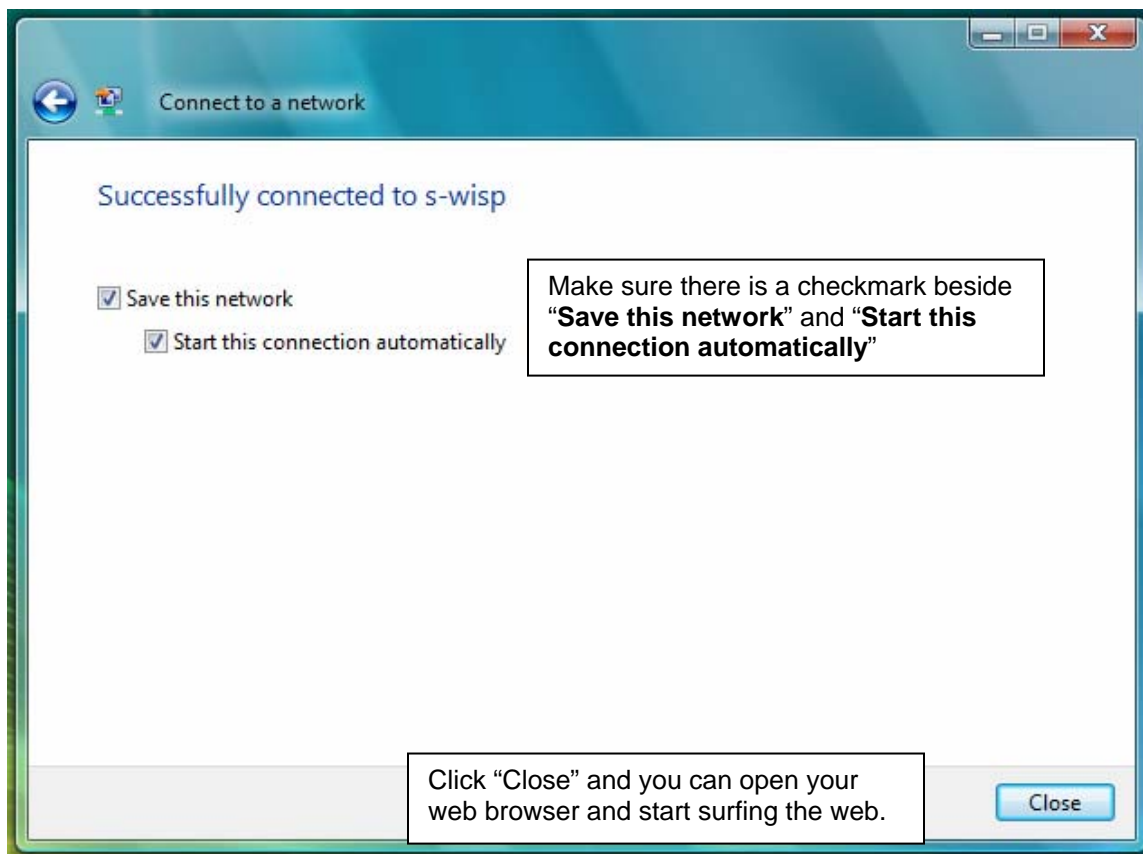 Connect to a network
Successfully connected to s-wisp
Save this network
Start this connection automatically
Make sure there is a checkmark beside
“Save this network” and “Start this
connection automatically”
Click “Close” and you can open your
web browser and start surfing the web.
Close